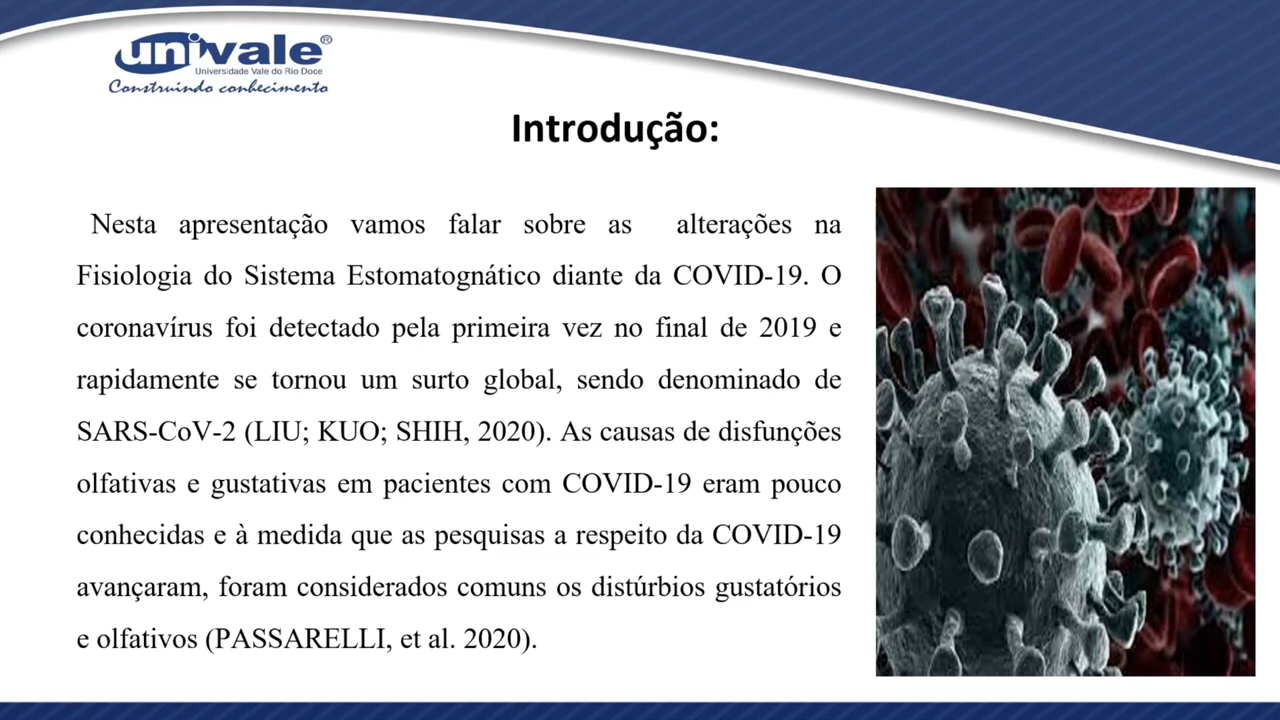 univale®
Universidade Vale do Rio Doce
Construindo conhecimento
Introdução:
Nesta apresentação vamos falar sobre as alterações na
Fisiologia do Sistema Estomatognático diante da COVID-19. O
coronavírus foi detectado pela primeira vez no final de 2019 e
rapidamente se tornou um surto global, sendo denominado de
SARS-CoV-2 (LIU; KUO; SHIH, 2020). As causas de disfunções
olfativas e gustativas em pacientes com COVID-19 eram pouco
conhecidas e à medida que as pesquisas a respeito da COVID-19
avançaram, foram considerados comuns os distúrbios gustatórios
e olfativos (PASSARELLI, et al. 2020).